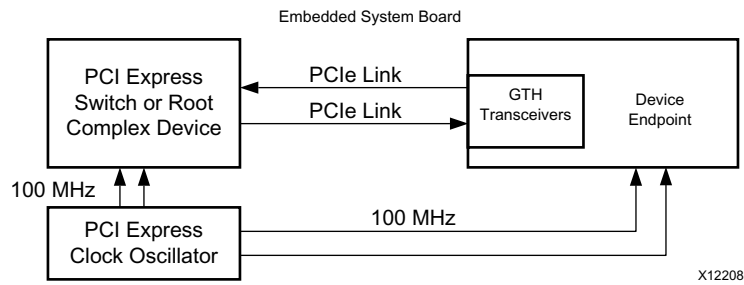 Embedded System Board
PCI Express
Switch or Root
Complex Device
PCIe Link
PCIe Link
GTH
Transceivers
Device
Endpoint
100 MHz
PCI Express
Clock Oscillator
100 MHz
X12208